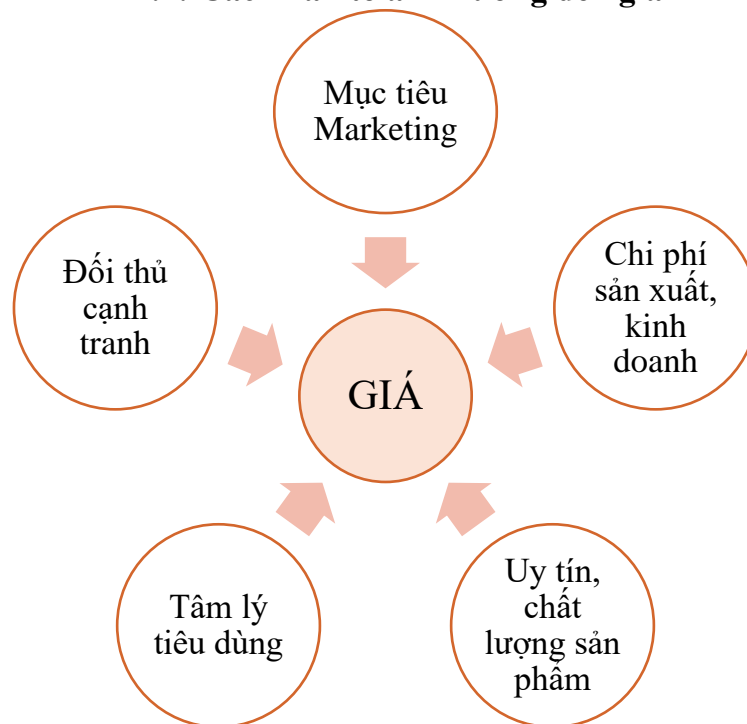 Mục tiêu
Marketing
Đối thủ
cạnh
tranh
Chi phí
sản xuất,
kinh
doanh
GIÁ
Tâm lý
tiêu dùng
Uy tín,
chất
lượng sản
phẩm